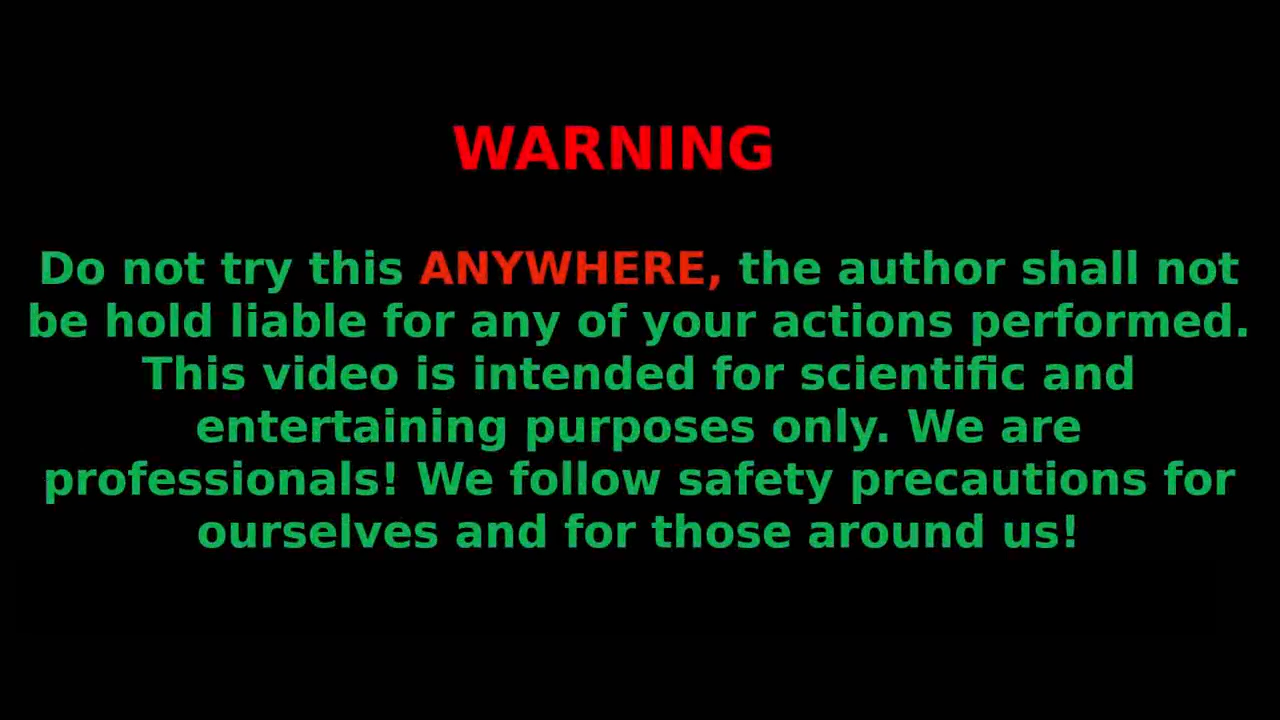 WARNING
Do not try this ANYWHERE, the author shall not
be hold liable for any of your actions performed.
This video is intended for scientific and
entertaining purposes only. We are
professionals! We follow safety precautions for
ourselves and for those around us!